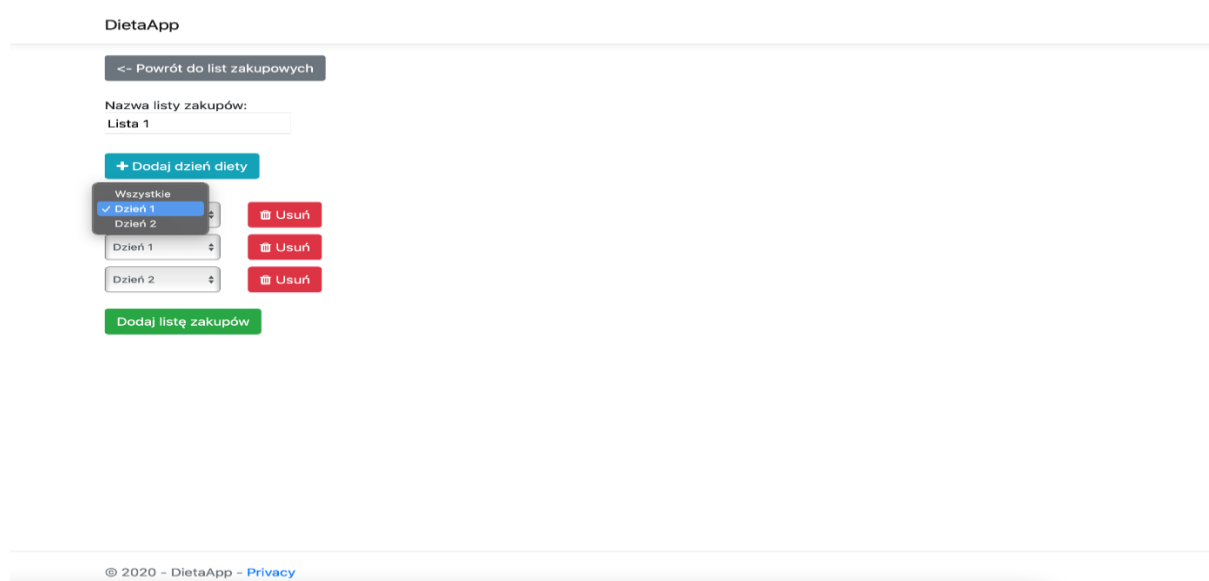 DietaApp
<- Powrót do list zakupowych
Nazwa listy zakupów:
Lista 1
+ Dodaj dzień diety
Wszystkie
✓ Dzień 1
Dzień 2
Usuń
Dzień 1
Usuń
Dzień 2
Usuń
Dodaj listę zakupów
© 2020 - DietaApp - Privacy